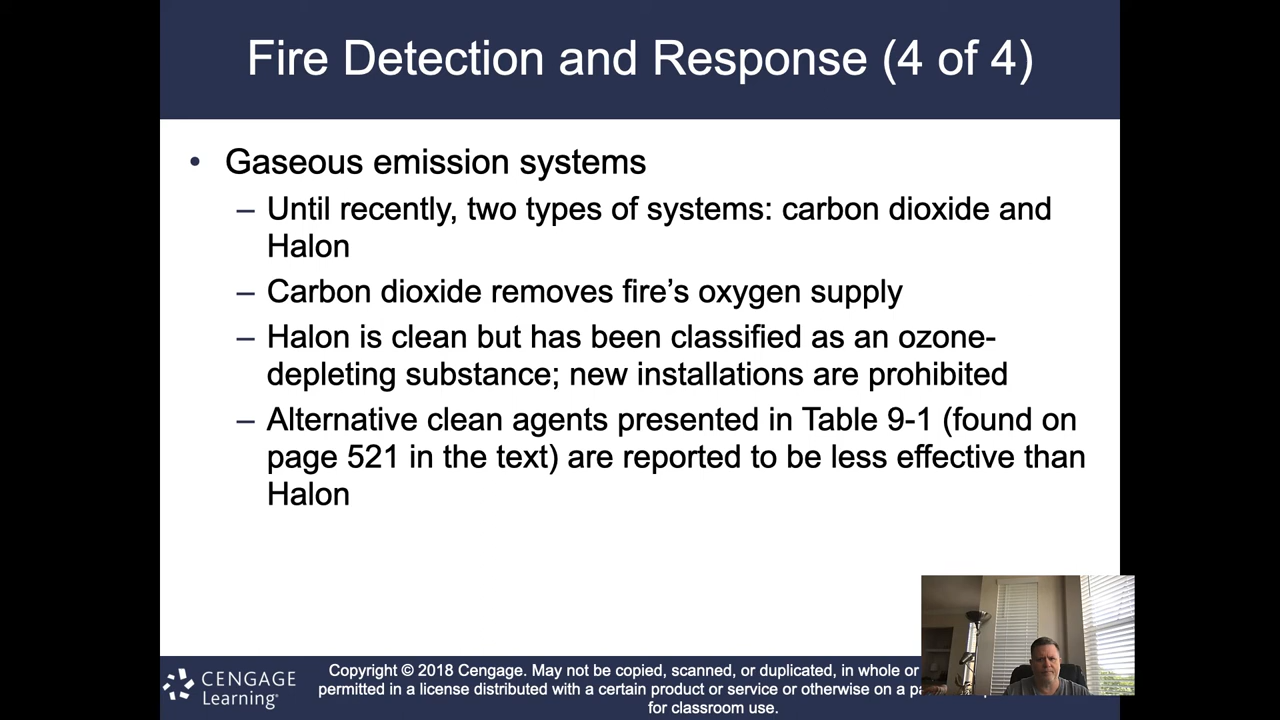 Fire Detection and Response (4 of 4)
• Gaseous emission systems
– Until recently, two types of systems: carbon dioxide and
Halon
– Carbon dioxide removes fire’s oxygen supply
– Halon is clean but has been classified as an ozone-
depleting substance; new installations are prohibited
– Alternative clean agents presented in Table 9-1 (found on
page 521 in the text) are reported to be less effective than
Halon
CENGAGE
Learning
Copyright © 2018 Cengage. May not be copied, scanned, or duplicated, in whole or
permitted in a license distributed with a certain product or service or otherwise on a
for classroom use.